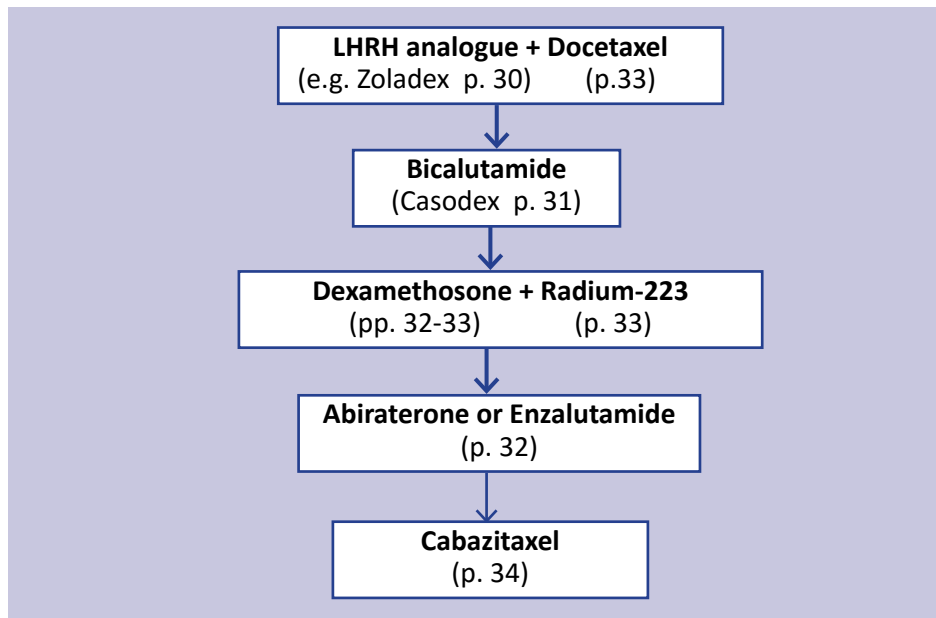 LHRH analogue + Docetaxel
(e.g. Zoladex p. 30) (p.33)
Bicalutamide
(Casodex p. 31)
Dexamethosone + Radium-223
(pp. 32-33) (p. 33)
Abiraterone or Enzalutamide
(p. 32)
Cabazitaxel
(p. 34)